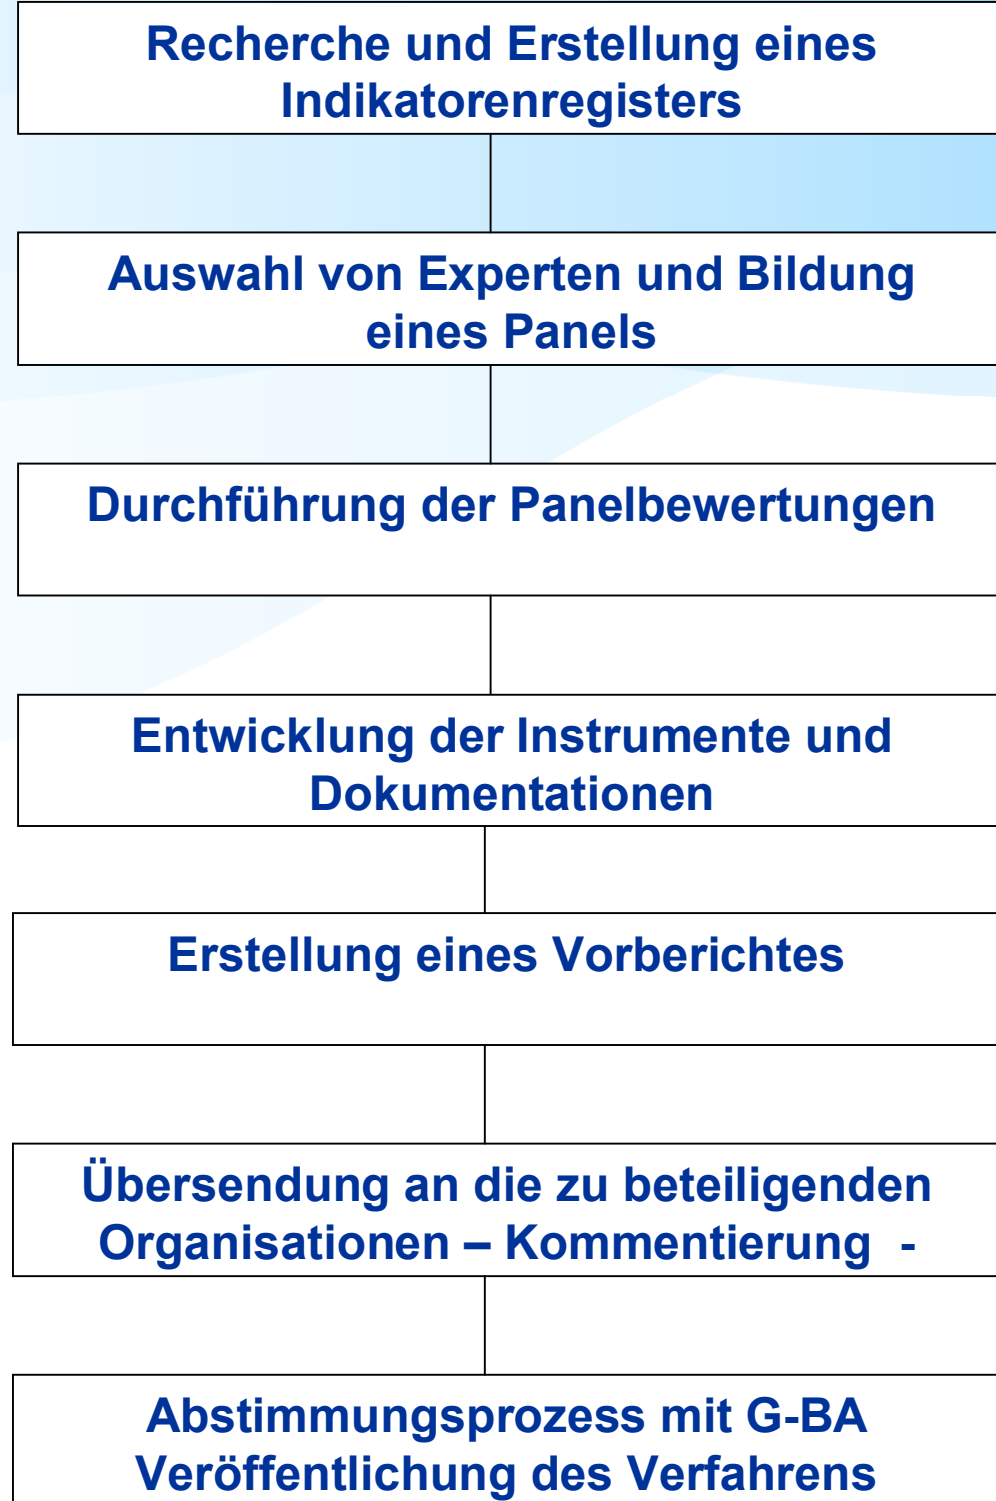 Recherche und Erstellung eines
Indikatorenregisters
Auswahl von Experten und Bildung
eines Panels
Durchführung der Panelbewertungen
Entwicklung der Instrumente und
Dokumentationen
Erstellung eines Vorberichtes
Übersendung an die zu beteiligenden
Organisationen – Kommentierung  -
Abstimmungsprozess mit G-BA
Veröffentlichung des Verfahrens